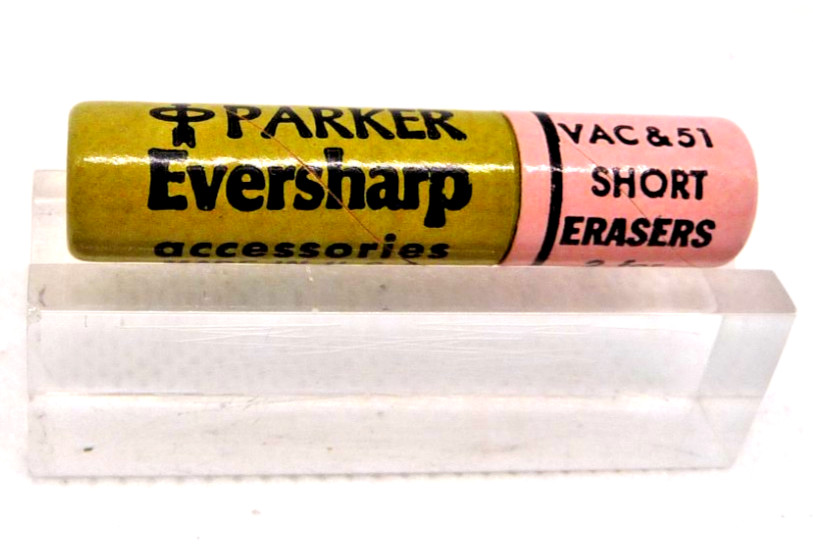 PARKER
Eversharp
accessories
VAC & 51
SHORT
ERASERS